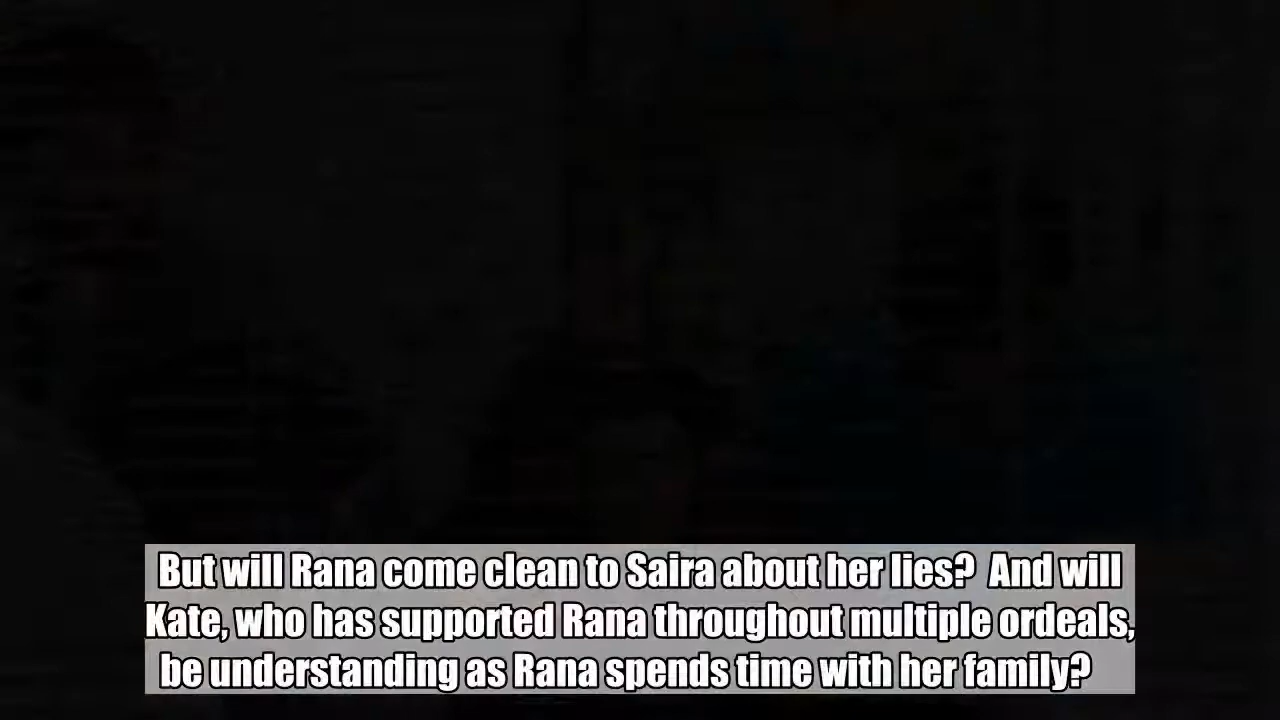 But will Rana come clean to Saira about her lies?  And will
Kate, who has supported Rana throughout multiple ordeals,
be understanding as Rana spends time with her family?